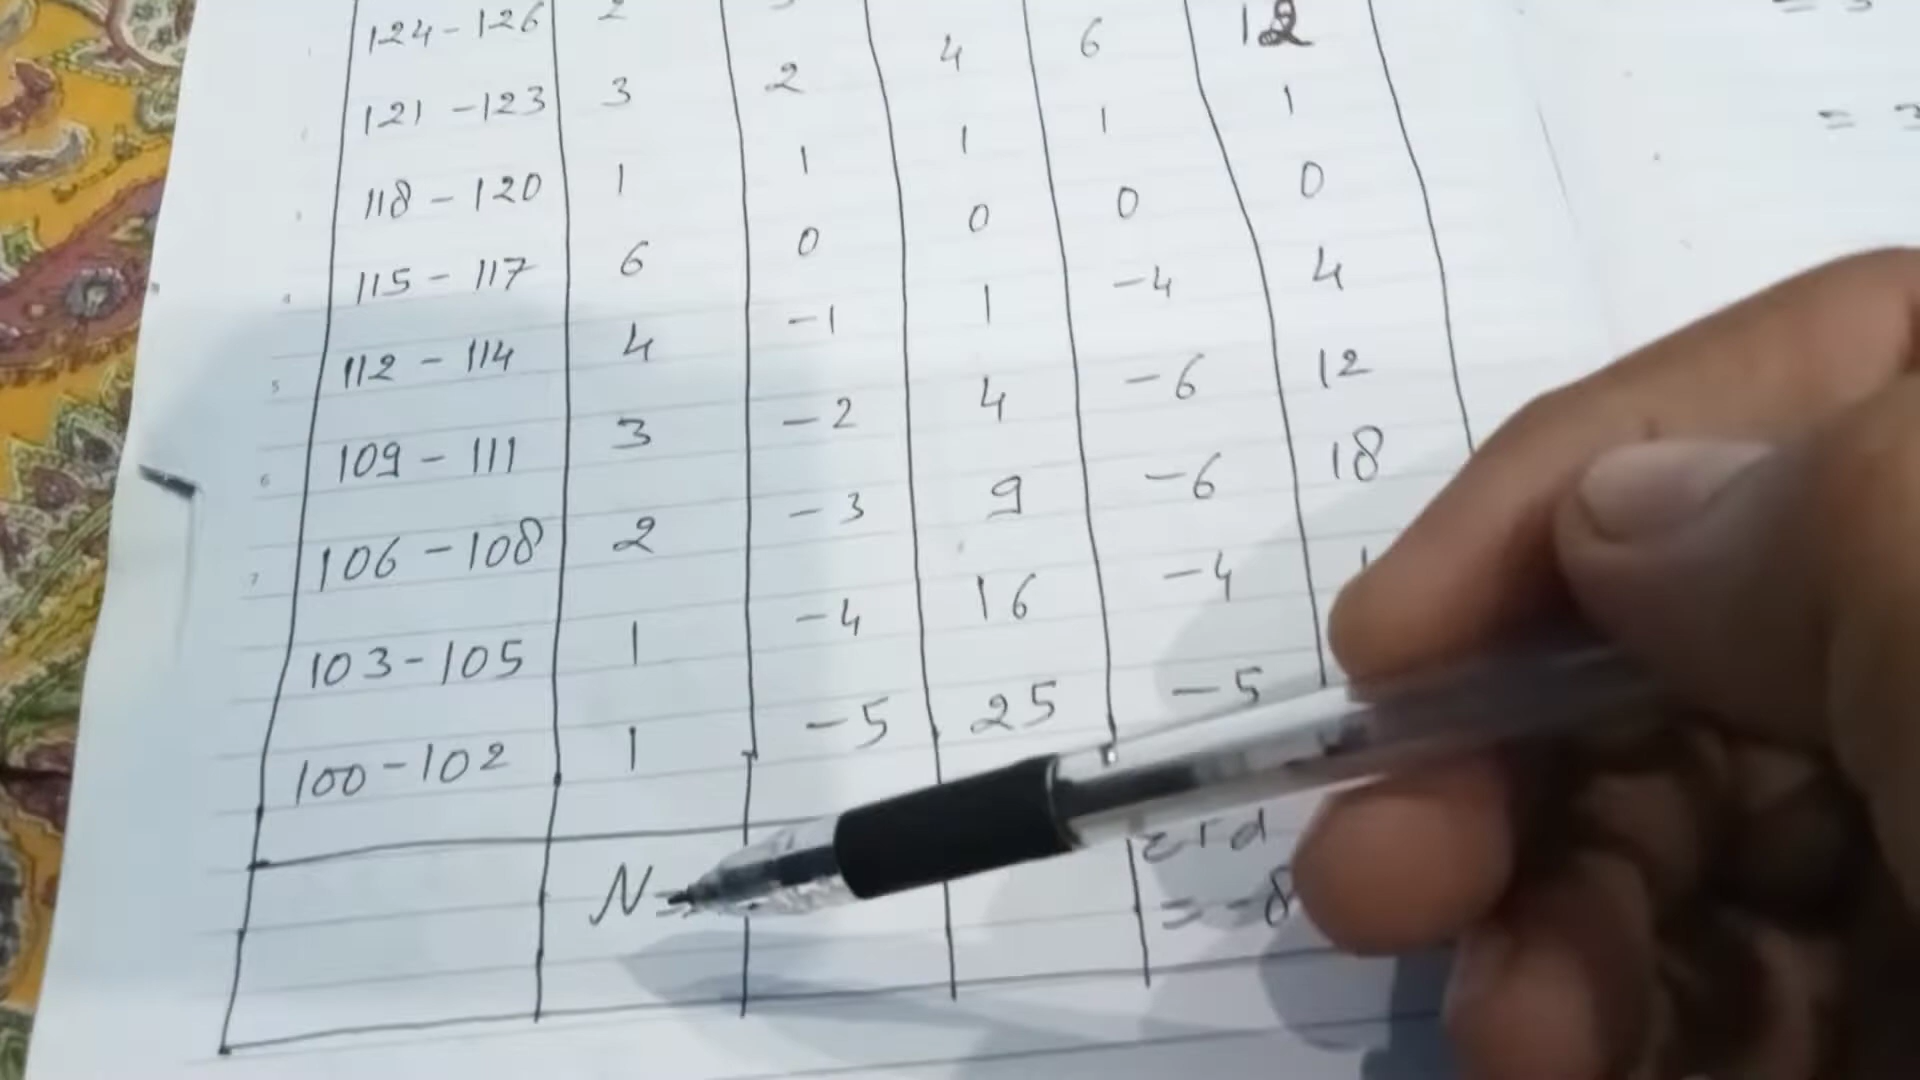 124-126 2
121-123 3 2 4 6 12
118-120 1 1 1 1 1
115-117 6 0 0 0 0
112-114 4 -1 1 -4 4
109-111 3 -2 4 -6 12
106-108 2 -3 9 -6 18
103-105 1 -4 16 -4
100-102 1 -5 25 -5
N=
= -8